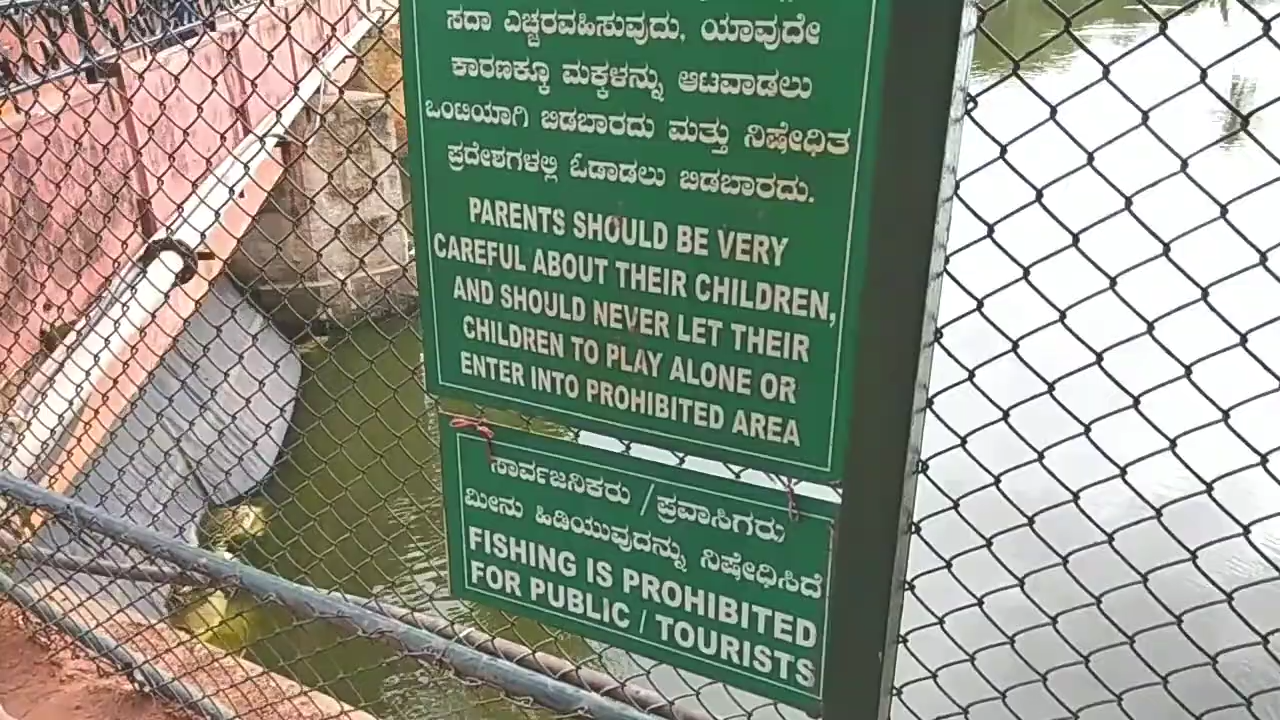 ಸದಾ ಎಚ್ಚರವಹಿಸುವುದು, ಯಾವುದೇ
ಕಾರಣಕ್ಕೂ ಮಕ್ಕಳನ್ನು ಆಟವಾಡಲು
ಒಂಟಿಯಾಗಿ ಬಿಡಬಾರದು ಮತ್ತು ನಿಷೇಧಿತ
ಪ್ರದೇಶಗಳಲ್ಲಿ ಓಡಾಡಲು ಬಿಡಬಾರದು.
PARENTS SHOULD BE VERY
CAREFUL ABOUT THEIR CHILDREN,
AND SHOULD NEVER LET THEIR
CHILDREN TO PLAY ALONE OR
ENTER INTO PROHIBITED AREA
ಸಾರ್ವಜನಿಕರು / ಪ್ರವಾಸಿಗರು
ಮೀನು ಹಿಡಿಯುವುದನ್ನು ನಿಷೇಧಿಸಿದೆ
FISHING IS PROHIBITED
FOR PUBLIC / TOURISTS